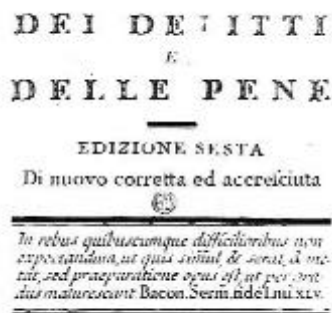 DEI DELITTI
E
DELLE PENE
EDIZIONE SESTA
Di nuovo corretta ed accresciuta
In rebus quibuscumque difficilioribus non
expectandum, ut quis simul, & serat, & me-
tat, sed praeparatione opus est, ut per gra-
dus maturescant Bacon. Serm. fidel. num. XLV.